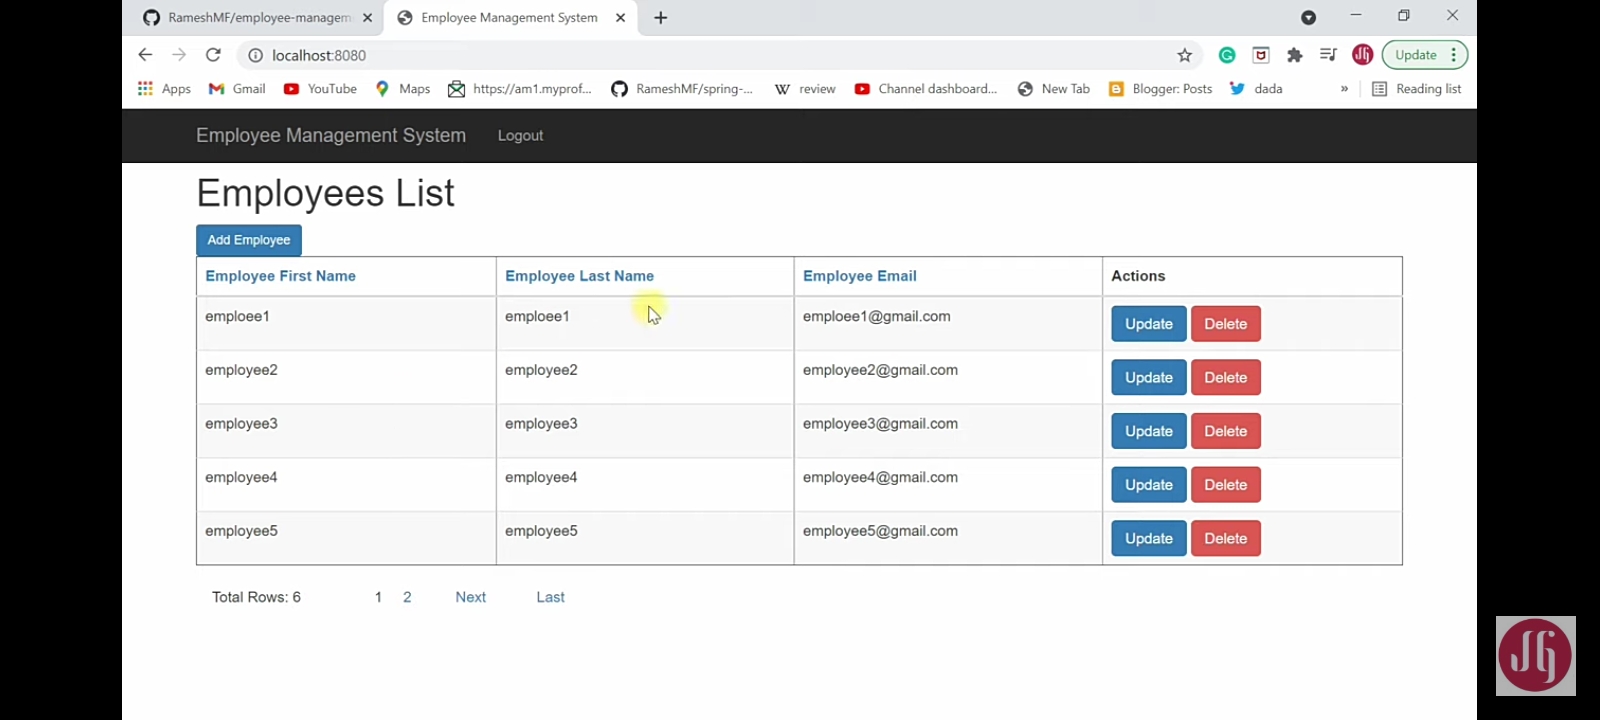 RameshMF/employee-managem
Employee Management System
localhost:8080
Update
Apps
Gmail
YouTube
Maps
https://am1.myprof...
RameshMF/spring-...
W review
Channel dashboard...
New Tab
Blogger: Posts
dada
»
Reading list
Employee Management System Logout
Employees List
Add Employee
Employee First Name Employee Last Name Employee Email Actions
emploee1 emploee1 emploee1@gmail.com Update Delete
employee2 employee2 employee2@gmail.com Update Delete
employee3 employee3 employee3@gmail.com Update Delete
employee4 employee4 employee4@gmail.com Update Delete
employee5 employee5 employee5@gmail.com Update Delete
Total Rows: 6 1 2 Next Last
JG